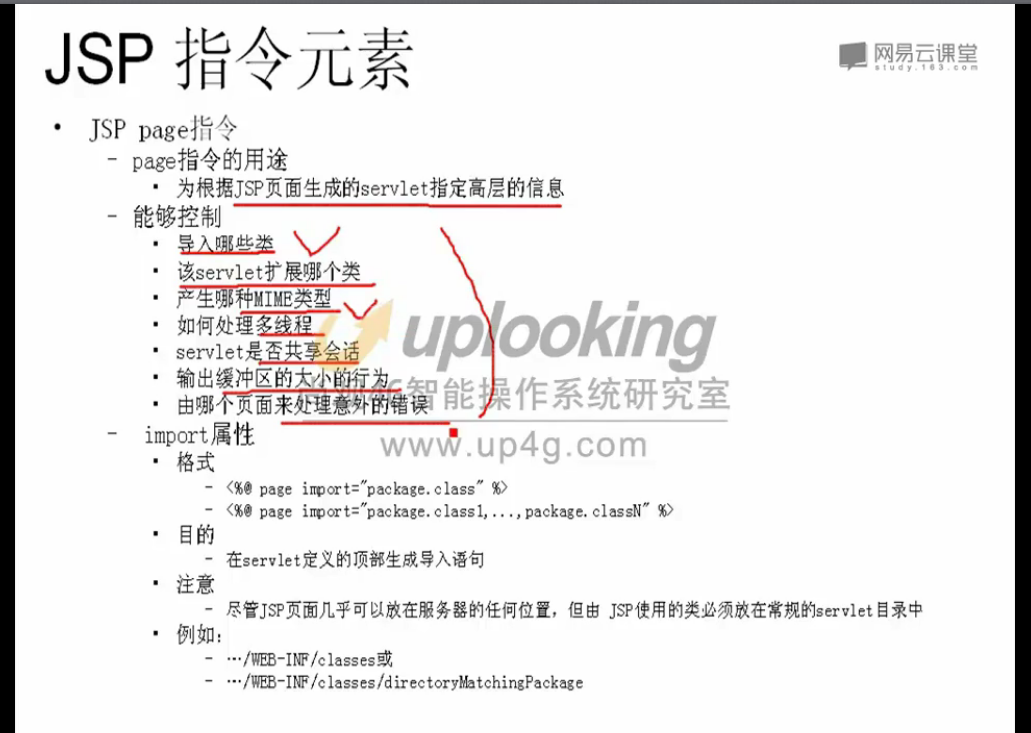 JSP 指令元素
网易云课堂
study.163.com
• JSP page指令
– page指令的用途
▪ 为根据JSP页面生成的servlet指定高层的信息
– 能够控制
▪ 导入哪些类
▪ 该servlet扩展哪个类
▪ 产生哪种MIME类型
▪ 如何处理多线程
▪ servlet是否共享会话
▪ 输出缓冲区的大小的行为
▪ 由哪个页面来处理意外的错误
uplooking
智能操作系统研究室
www.up4g.com
– import属性
▪ 格式
– <%@ page import="package.class" %>
– <%@ page import="package.class1,...,package.classN" %>
▪ 目的
– 在servlet定义的顶部生成导入语句
▪ 注意
– 尽管JSP页面几乎可以放在服务器的任何位置，但由 JSP使用的类必须放在常规的servlet目录中
▪ 例如：
– …/WEB-INF/classes或
– …/WEB-INF/classes/directoryMatchingPackage